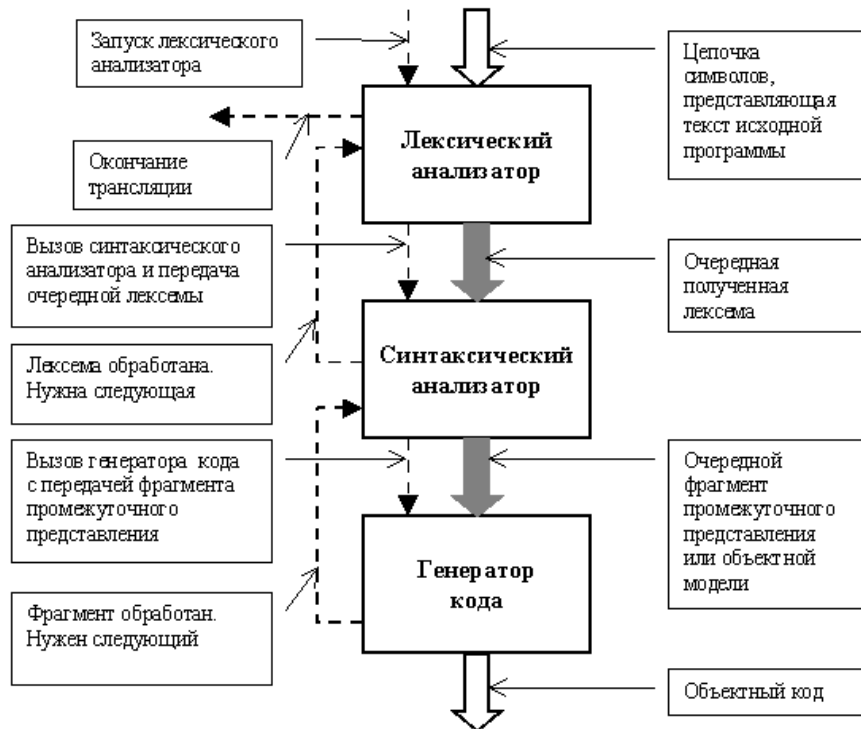 Запуск лексического
анализатора
Цепочка
символов,
представляющая
текст исходной
программы
Лексический
анализатор
Окончание
трансляции
Вызов синтаксического
анализатора и передача
очередной лексемы
Очередная
полученная
лексема
Синтаксический
анализатор
Лексема обработана.
Нужна следующая
Вызов генератора кода
с передачей фрагмента
промежуточного
представления
Очередной
фрагмент
промежуточного
представления
или объектной
модели
Генератор
кода
Фрагмент обработан.
Нужен следующий
Объектный код